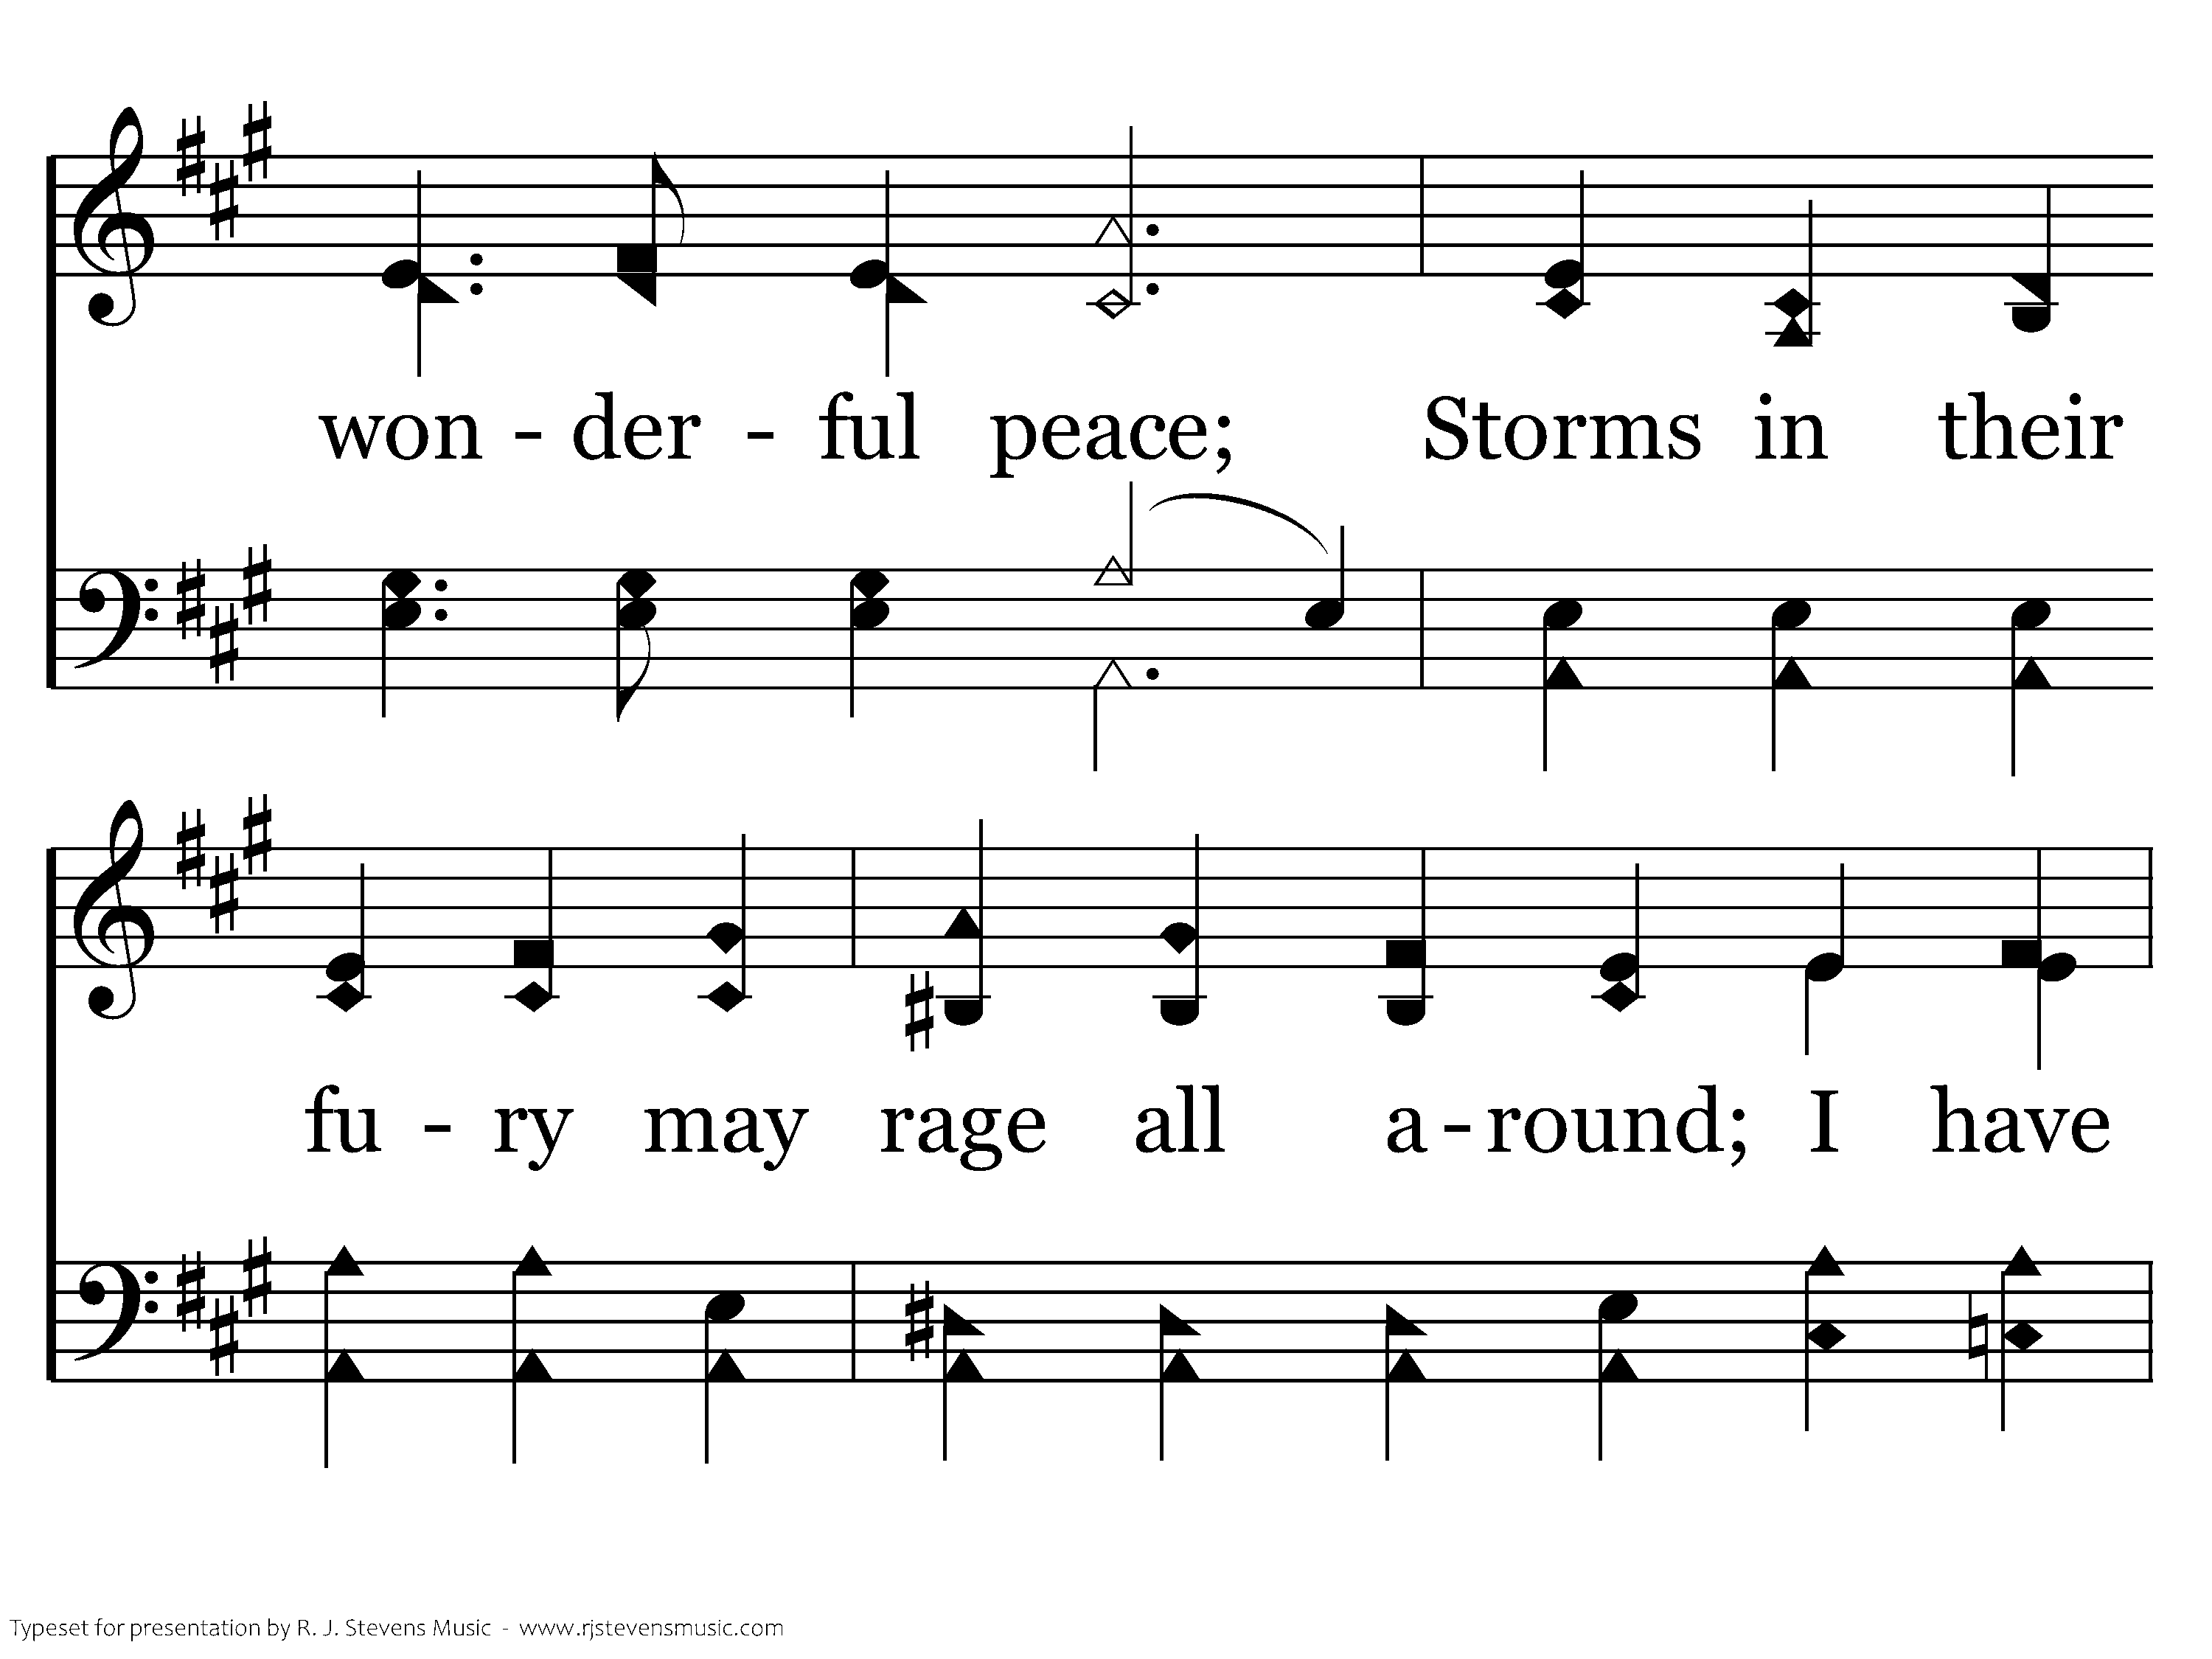 won - der - ful peace; Storms in their
fu - ry may rage all a - round; I have
Typeset for presentation by R. J. Stevens Music - www.rjstevensmusic.com